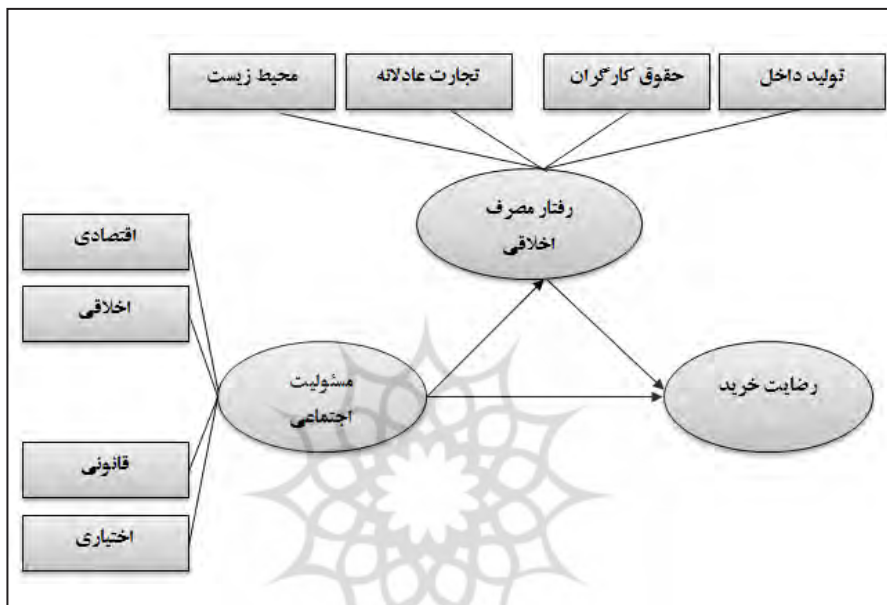 تولید داخل
حقوق کارگران
تجارت عادلانه
محیط زیست
رفتار مصرف
اخلاقی
اقتصادی
اخلاقی
مسئولیت
اجتماعی
رضایت خرید
قانونی
اختیاری